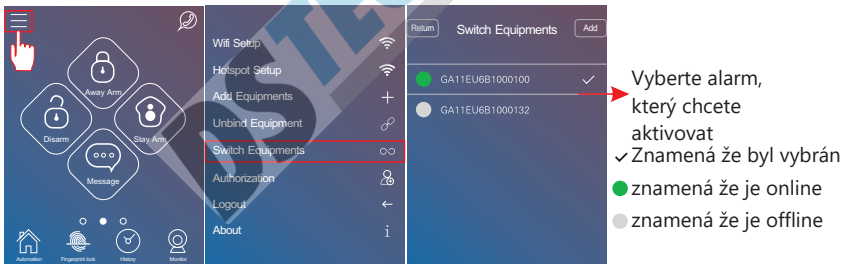 Away Arm
Disarm
Stay Arm
Message
Automation
Fingerprint lock
History
Monitor
Wifi Setup
Hotspot Setup
Add Equipments
Unbind Equipment
Switch Equipments
Authorization
Logout
About
Return Switch Equipments Add
GA11EU6B1000100
GA11EU6B1000132
Vyberte alarm,
který chcete
aktivovat
✓ Znamená že byl vybrán
znamená že je online
znamená že je offline